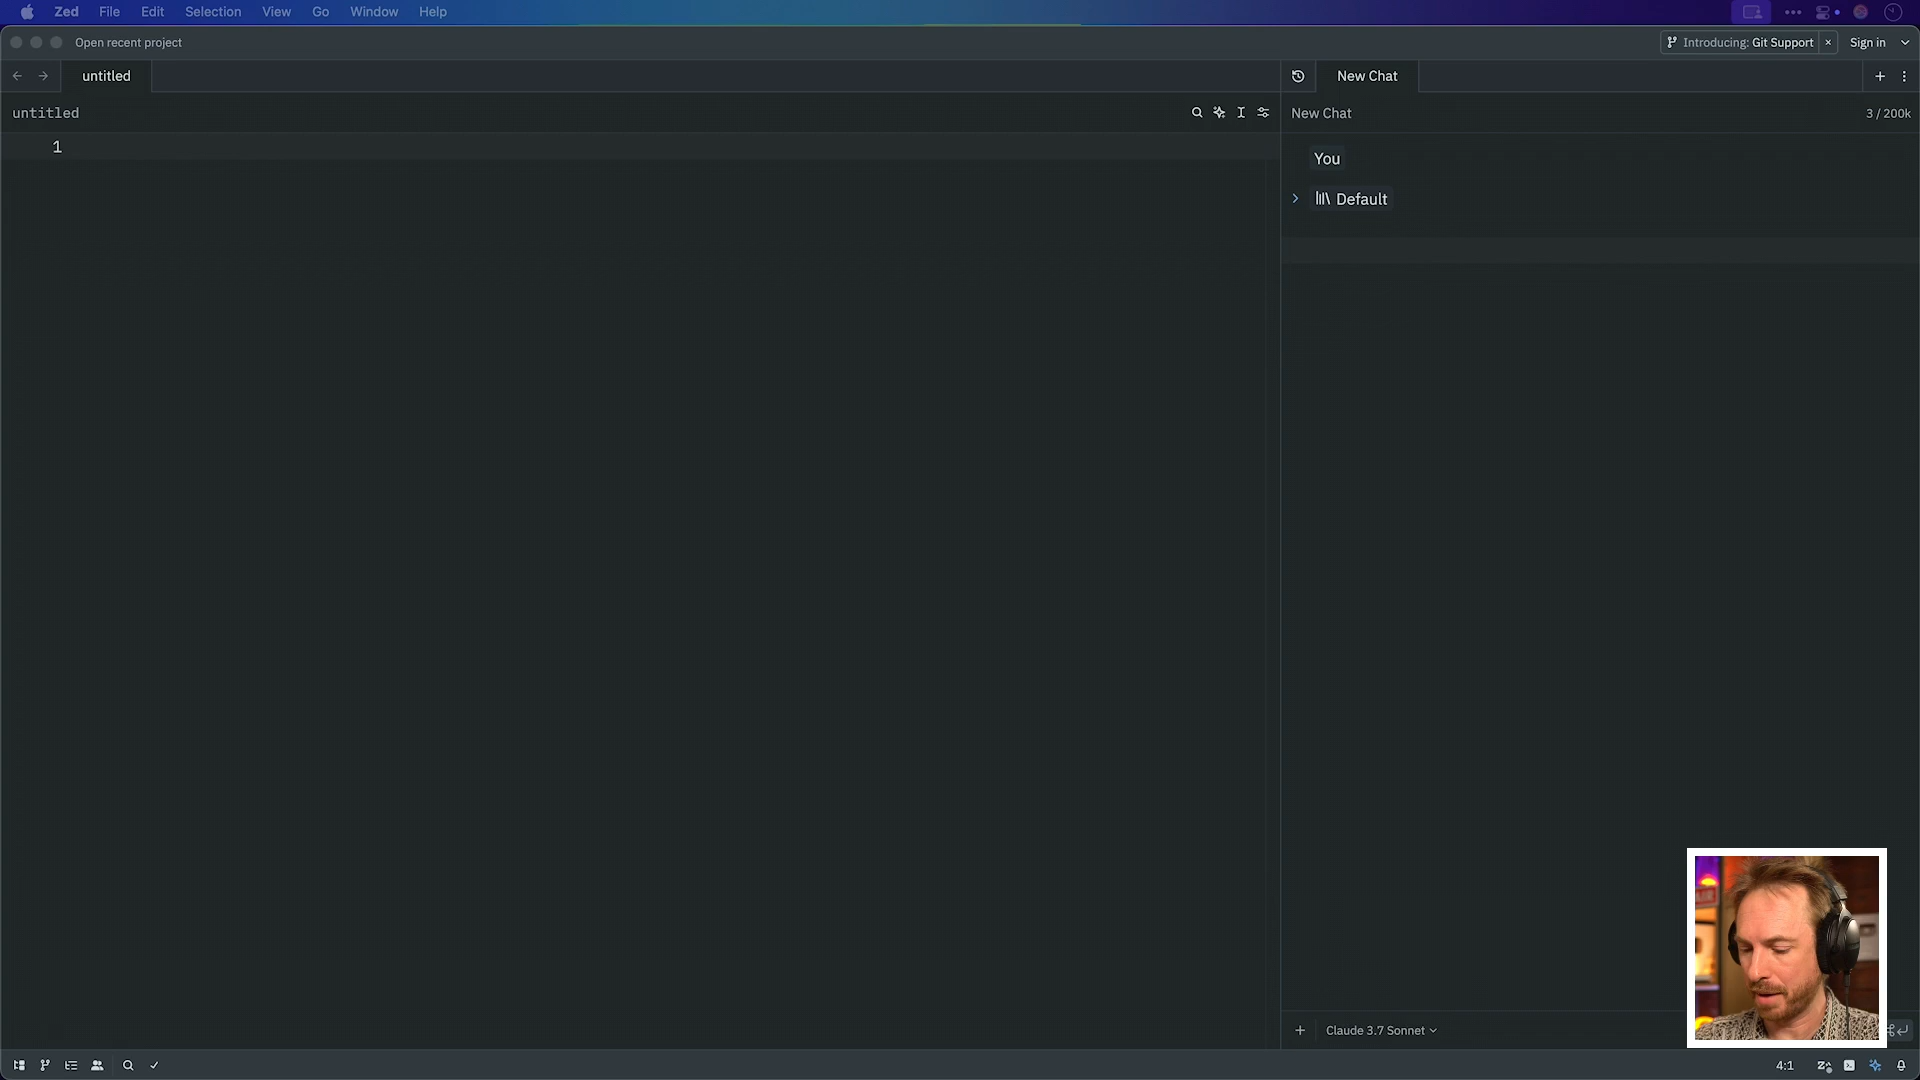 Zed File Edit Selection View Go Window Help
Open recent project
Introducing: Git Support × Sign in
untitled
New Chat
untitled
New Chat
3 / 200k
1
You
Default
Claude 3.7 Sonnet
4:1